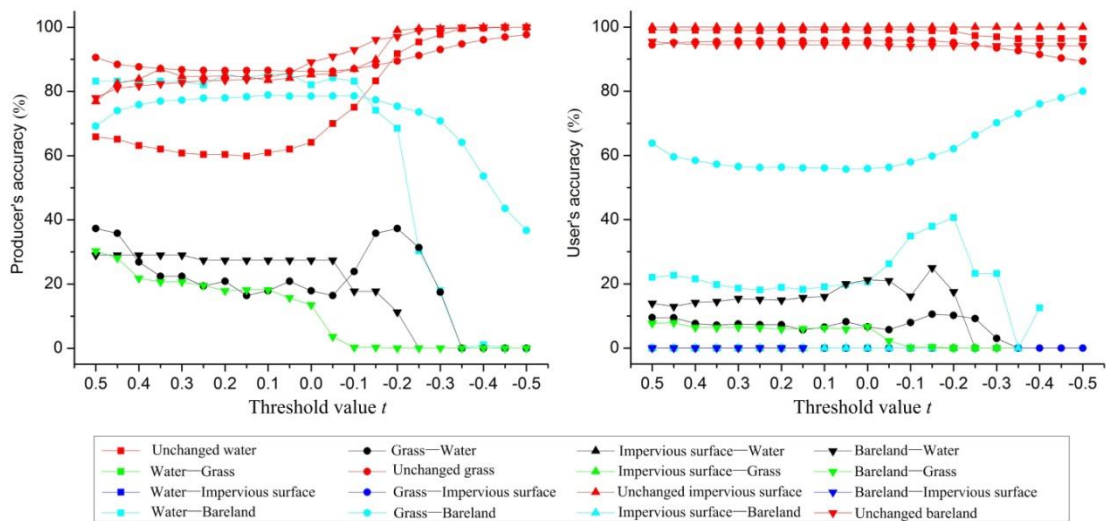 100
80
60
40
20
0
Producer's accuracy (%)
0.5 0.4 0.3 0.2 0.1 0.0 -0.1 -0.2 -0.3 -0.4 -0.5
Threshold value t
100
80
60
40
20
0
User's accuracy (%)
0.5 0.4 0.3 0.2 0.1 0.0 -0.1 -0.2 -0.3 -0.4 -0.5
Threshold value t
Unchanged water Grass—Water Impervious surface—Water Bareland—Water
Water—Grass Unchanged grass Impervious surface—Grass Bareland—Grass
Water—Impervious surface Grass—Impervious surface Unchanged impervious surface Bareland—Impervious surface
Water—Bareland Grass—Bareland Impervious surface—Bareland Unchanged bareland